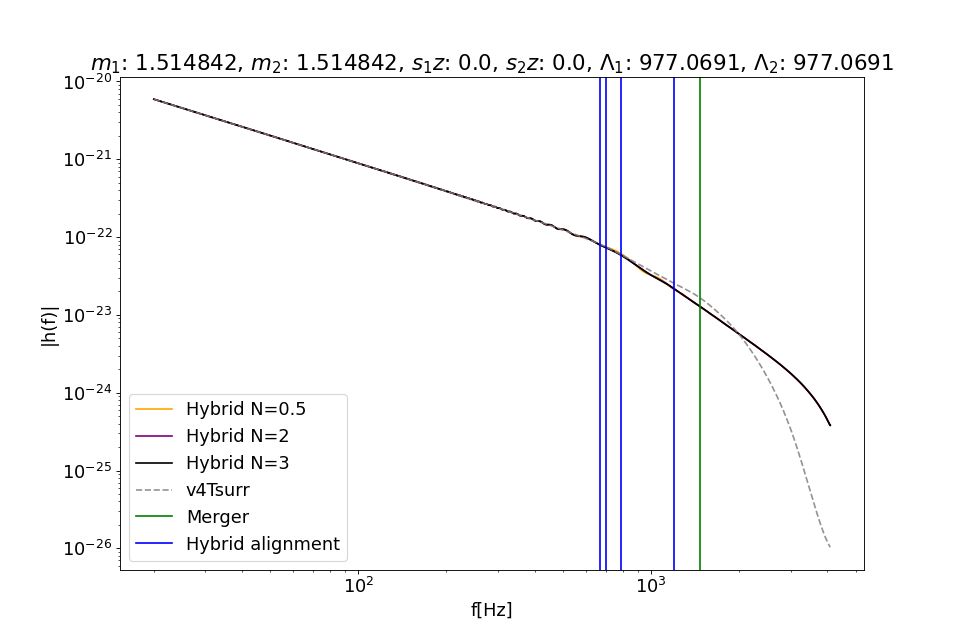 m₁: 1.514842, m₂: 1.514842, s₁z: 0.0, s₂z: 0.0, Λ₁: 977.0691, Λ₂: 977.0691
10⁻²⁰
10⁻²¹
10⁻²²
10⁻²³
10⁻²⁴
10⁻²⁵
10⁻²⁶
|h(f)|
Hybrid N=0.5
Hybrid N=2
Hybrid N=3
v4Tsurr
Merger
Hybrid alignment
10² 10³
f[Hz]